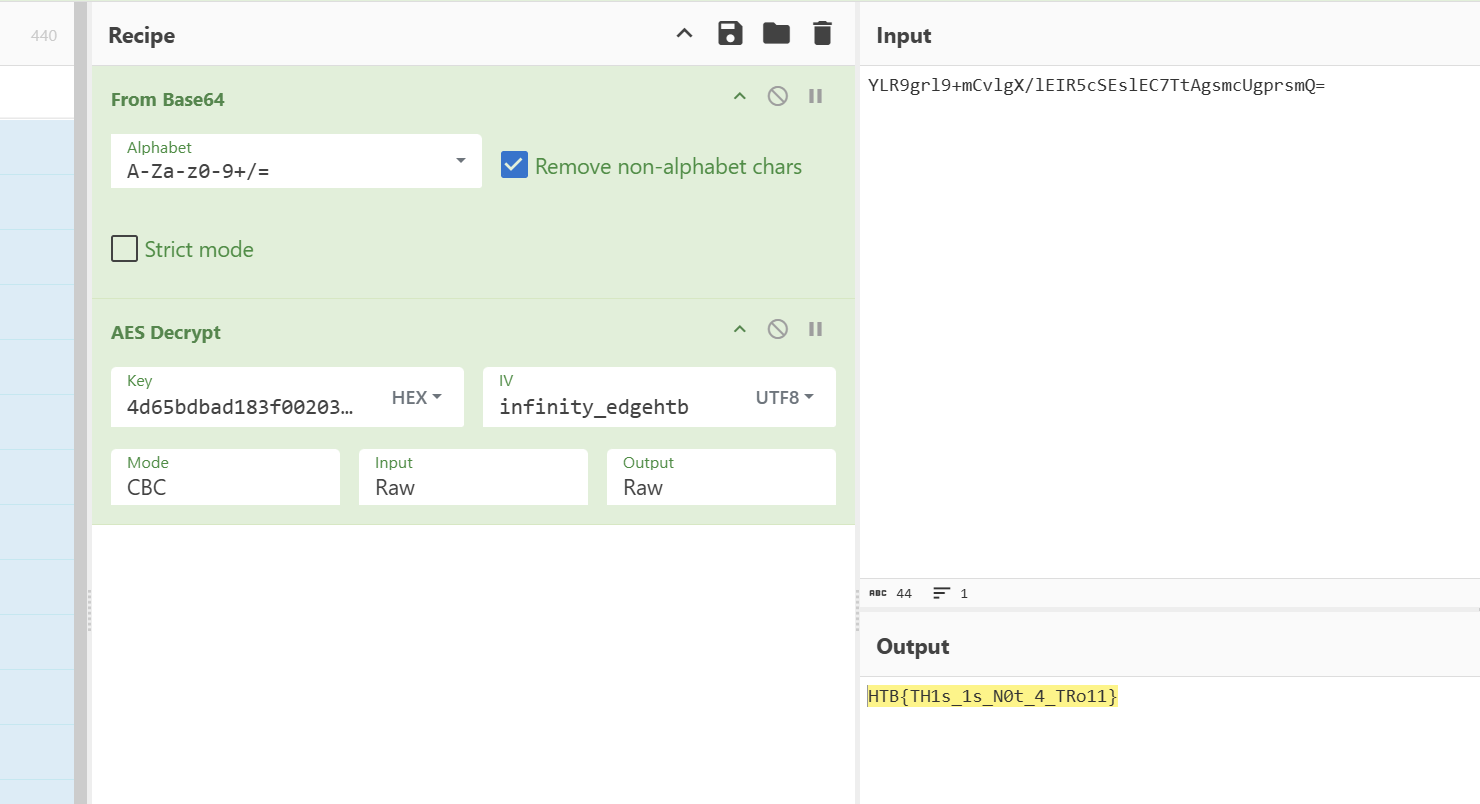 440
Recipe
From Base64
Alphabet
A-Za-z0-9+/=
Remove non-alphabet chars
Strict mode
AES Decrypt
Key
4d65bdbad183f00203…
HEX
IV
infinity_edgehtb
UTF8
Mode
CBC
Input
Raw
Output
Raw
Input
YLR9grl9+mCvlgX/lEIR5cSEslEC7TtAgsmcUgprsmQ=
ABC 44
1
Output
HTB{TH1s_1s_N0t_4_TRo11}